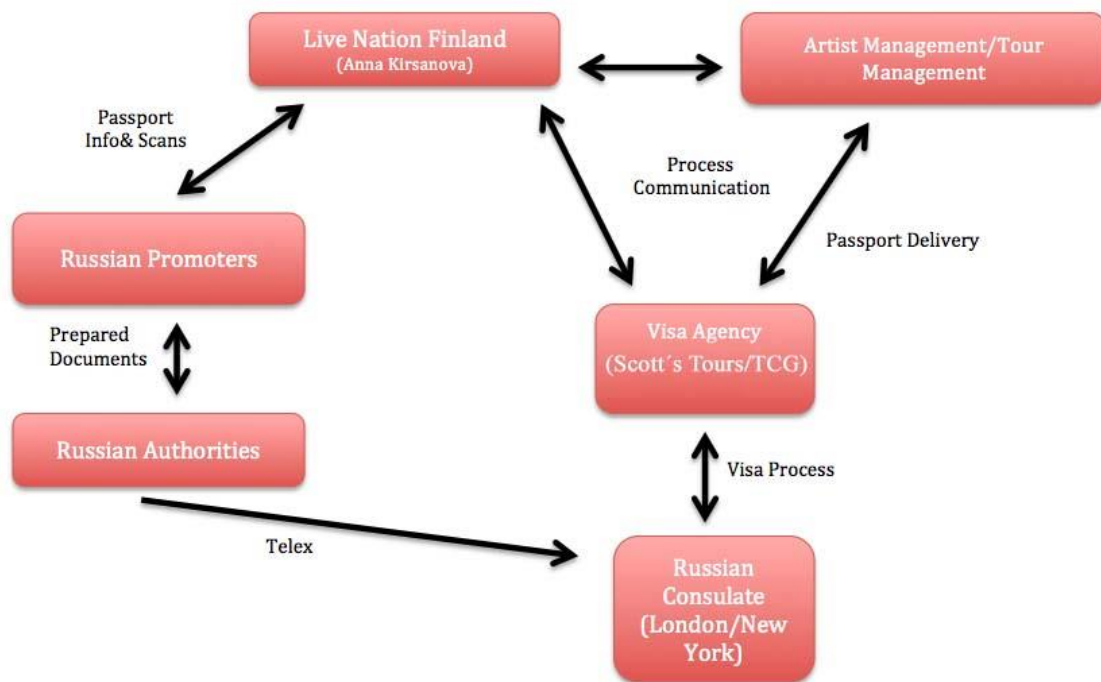 Live Nation Finland
(Anna Kirsanova)
Artist Management/Tour
Management
Passport
Info& Scans
Process
Communication
Russian Promoters
Passport Delivery
Prepared
Documents
Visa Agency
(Scott´s Tours/TCG)
Russian Authorities
Visa Process
Telex
Russian
Consulate
(London/New
York)